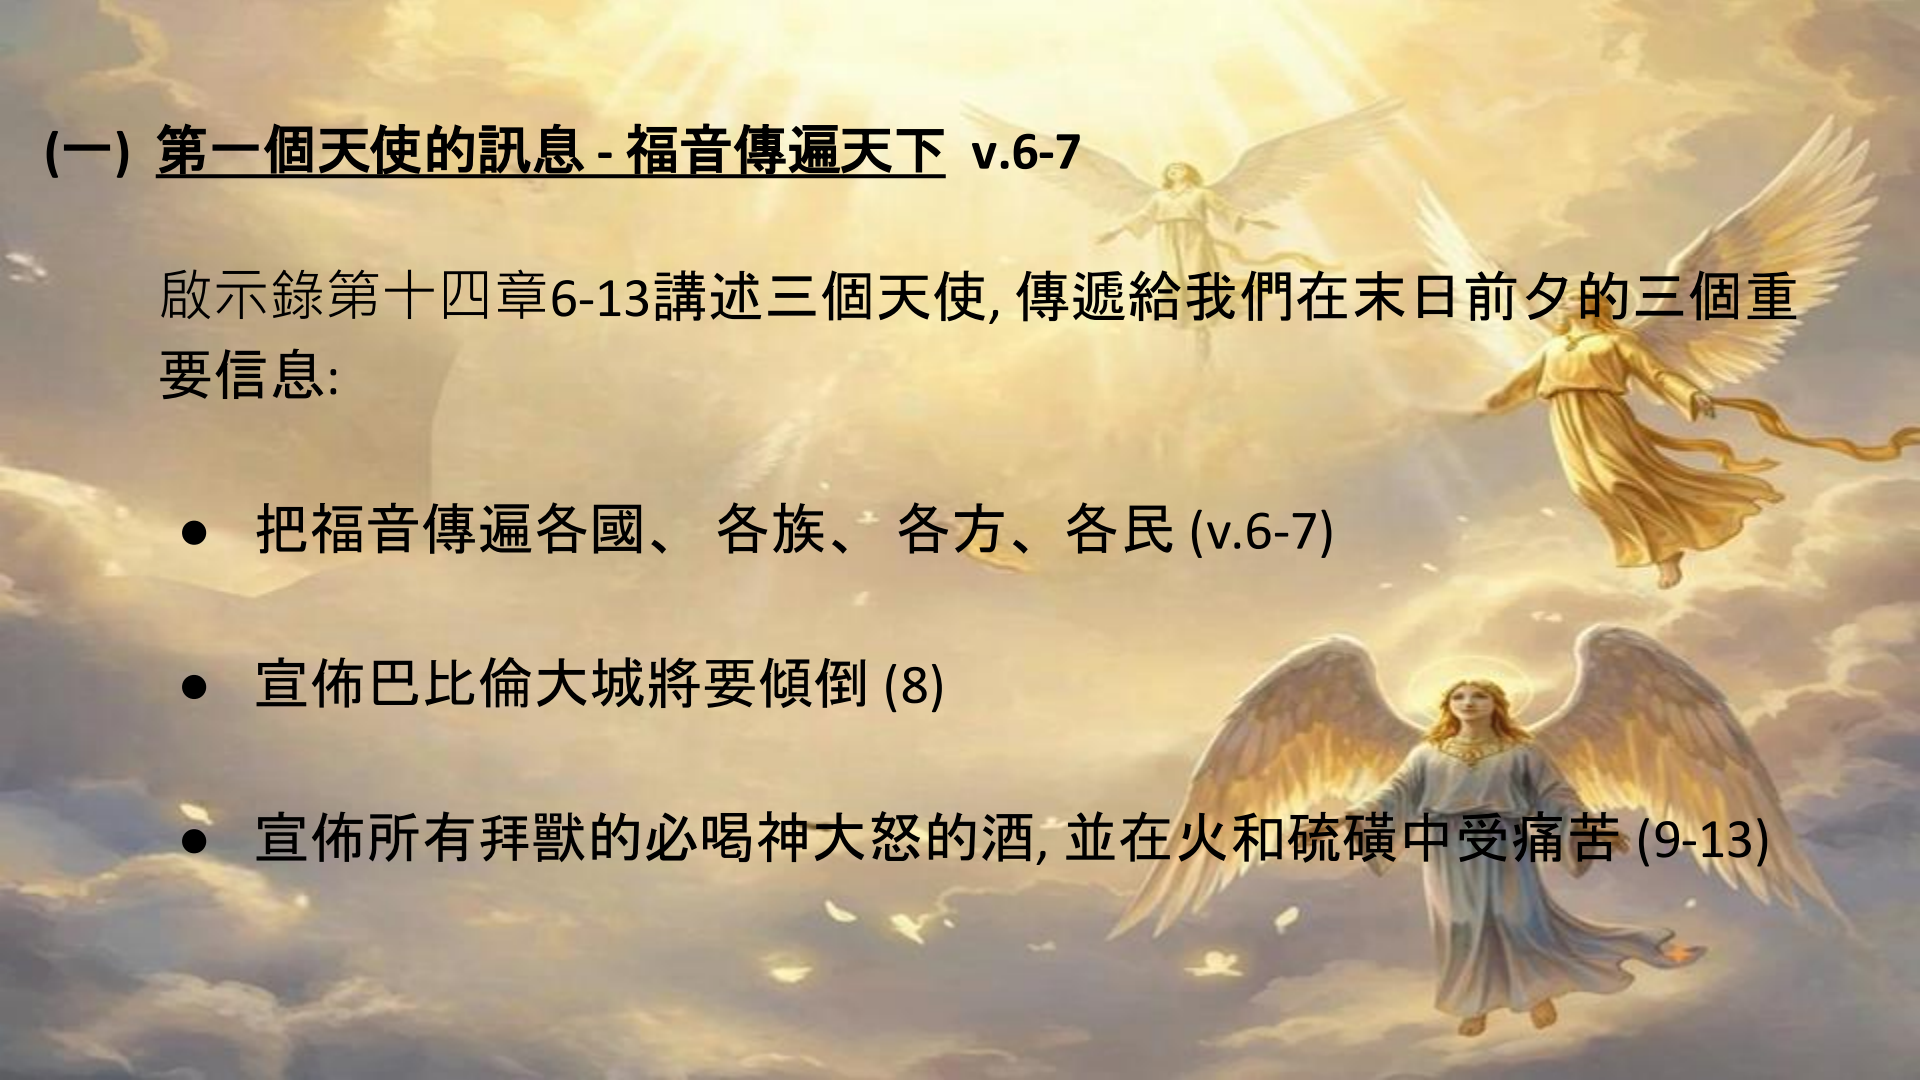 (一) 第一個天使的訊息 - 福音傳遍天下 v.6-7
啟示錄第十四章6-13講述三個天使, 傳遞給我們在末日前夕的三個重
要信息:
● 把福音傳遍各國、 各族、 各方、各民 (v.6-7)
● 宣佈巴比倫大城將要傾倒 (8)
● 宣佈所有拜獸的必喝神大怒的酒, 並在火和硫磺中受痛苦 (9-13)